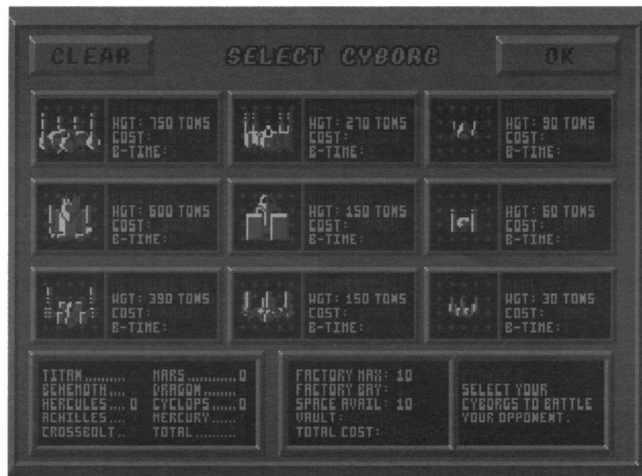 CLEAR
SELECT CYBORG
OK
WGT: 750 TONS
COST:
B-TIME:
WGT: 270 TONS
COST:
B-TIME:
WGT: 90 TONS
COST:
B-TIME:
WGT: 600 TONS
COST:
B-TIME:
WGT: 150 TONS
COST:
B-TIME:
WGT: 60 TONS
COST:
B-TIME:
WGT: 390 TONS
COST:
B-TIME:
WGT: 150 TONS
COST:
B-TIME:
WGT: 30 TONS
COST:
B-TIME:
TITAN..........
BEHEMOTH....
HERCULES....0
ACHILLES....
CROSSBOLT..
MARS............0
DRAGON.......
CYCLOPS.....0
MERCURY.....
TOTAL.........
FACTORY MAX: 10
FACTORY BAY:
SPACE AVAIL: 10
VAULT:
TOTAL COST:
SELECT YOUR
CYBORGS TO BATTLE
YOUR OPPONENT.